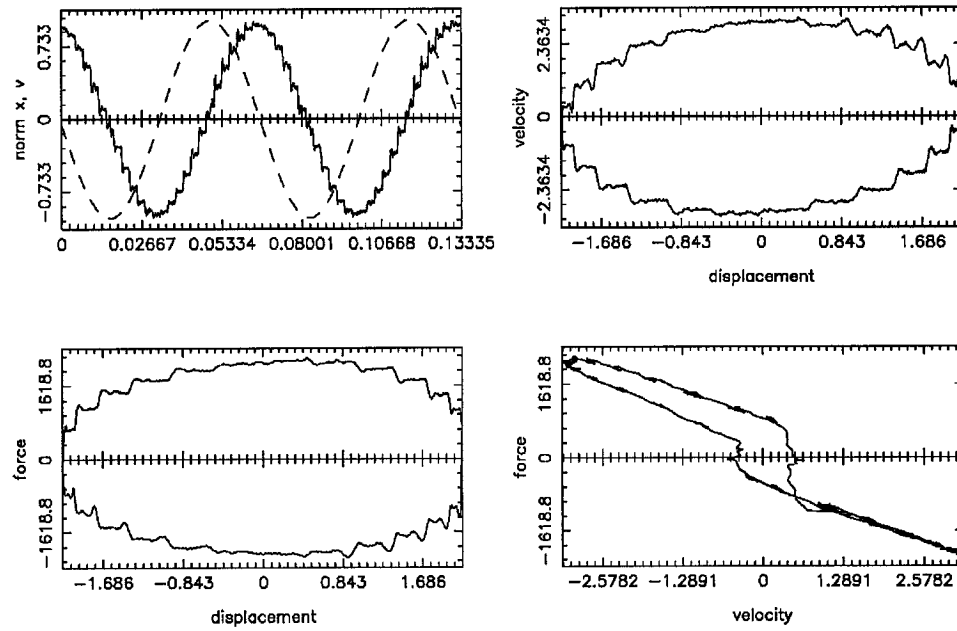 norm x, v
0.733
0
-0.733
0 0.02667 0.05334 0.08001 0.10668 0.13335
velocity
2.3634
0
-2.3634
-1.686 -0.843 0 0.843 1.686
displacement
force
1618.8
0
-1618.8
-1.686 -0.843 0 0.843 1.686
displacement
force
1618.8
0
-1618.8
-2.5782 -1.2891 0 1.2891 2.5782
velocity